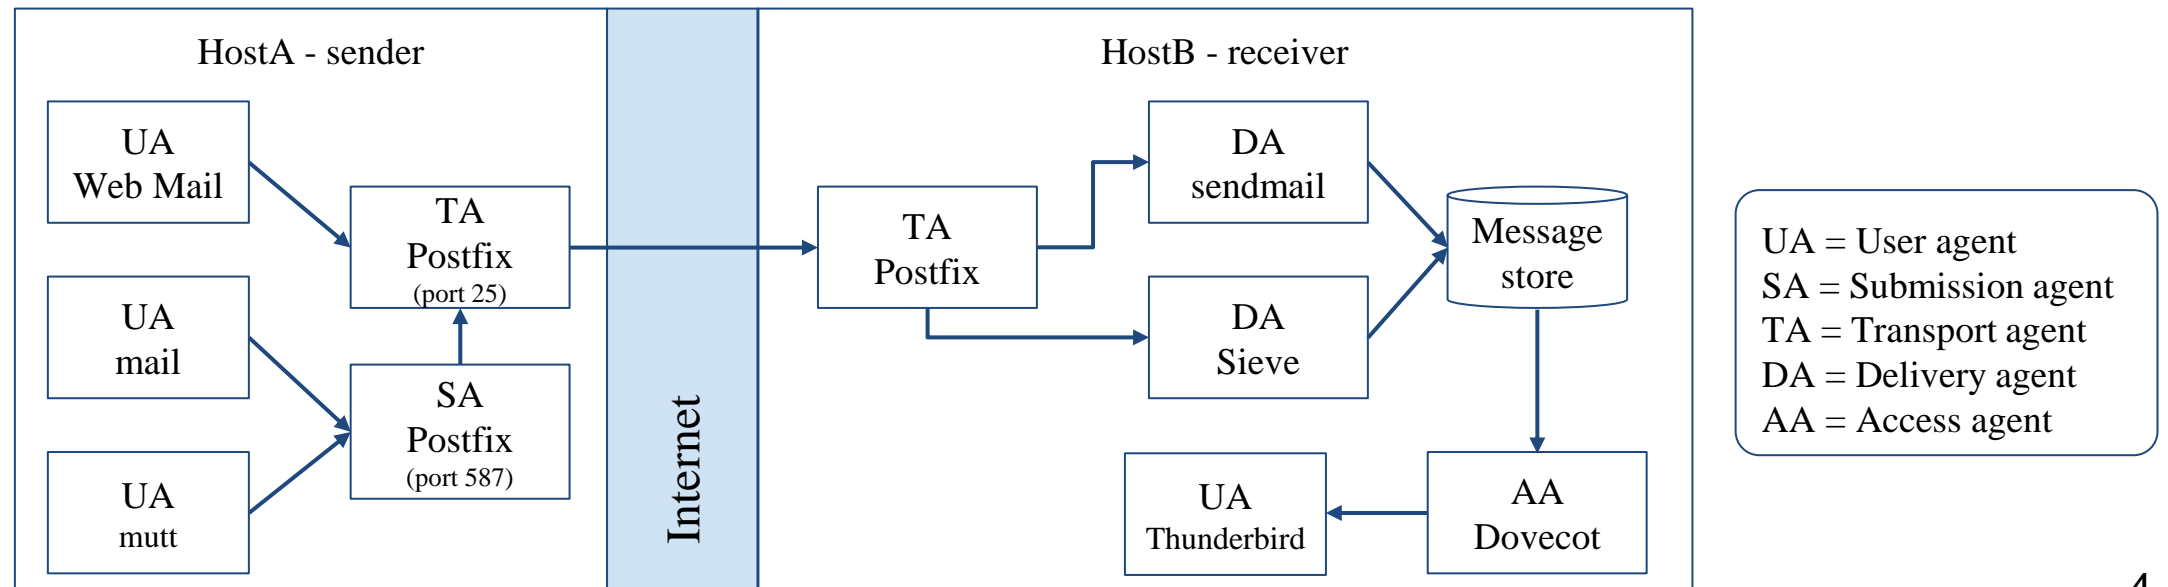 HostA - sender
UA
Web Mail
UA
mail
UA
mutt
TA
Postfix
(port 25)
SA
Postfix
(port 587)
Internet
HostB - receiver
TA
Postfix
DA
sendmail
DA
Sieve
Message
store
UA
Thunderbird
AA
Dovecot
UA = User agent
SA = Submission agent
TA = Transport agent
DA = Delivery agent
AA = Access agent
4